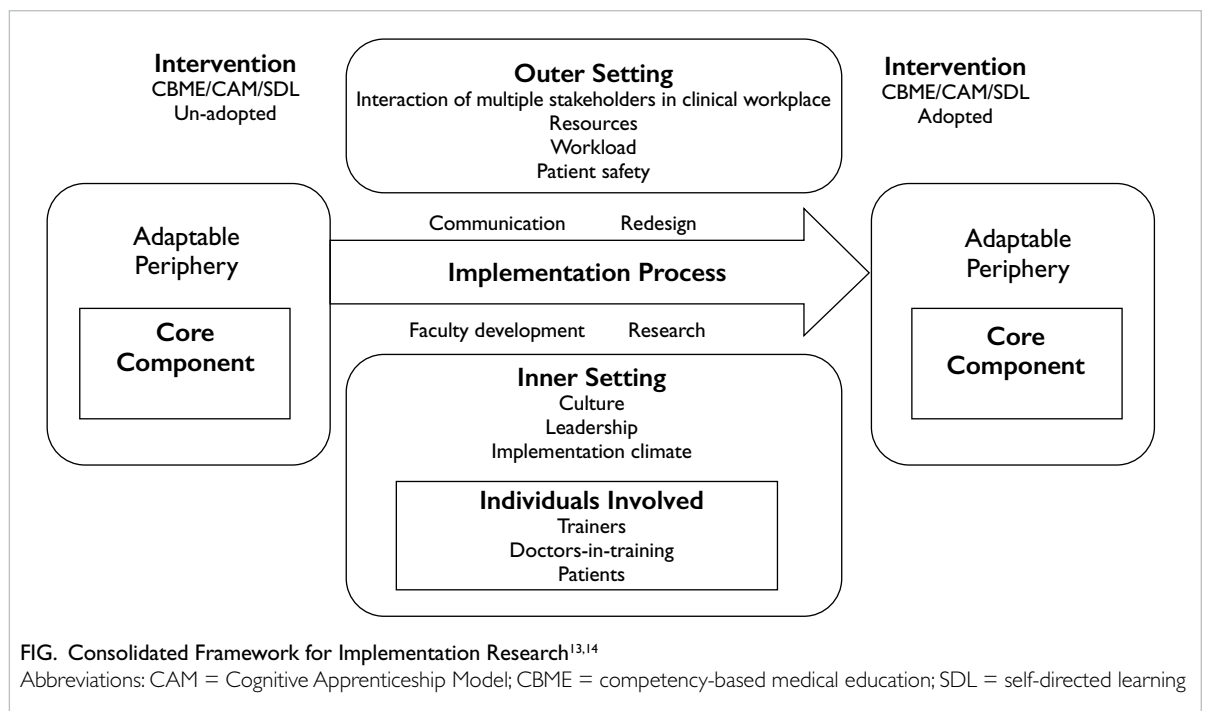 Intervention
CBME/CAM/SDL
Un-adopted
Outer Setting
Interaction of multiple stakeholders in clinical workplace
Resources
Workload
Patient safety
Intervention
CBME/CAM/SDL
Adopted
Adaptable
Periphery
Core
Component
Communication Redesign
Implementation Process
Faculty development Research
Inner Setting
Culture
Leadership
Implementation climate
Individuals Involved
Trainers
Doctors-in-training
Patients
Adaptable
Periphery
Core
Component
FIG. Consolidated Framework for Implementation Research13,14
Abbreviations: CAM = Cognitive Apprenticeship Model; CBME = competency-based medical education; SDL = self-directed learning